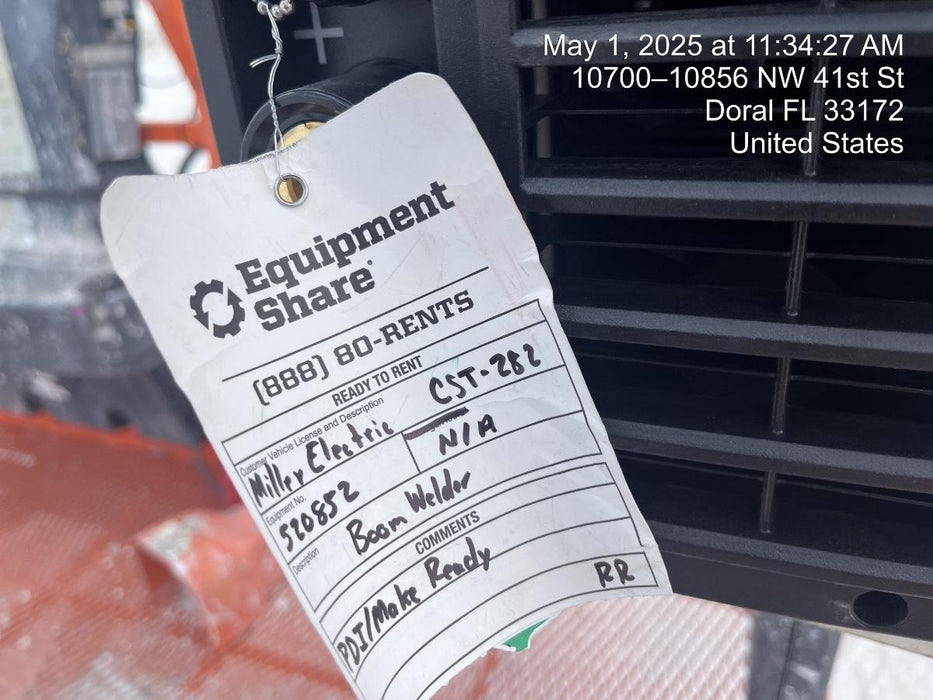 May 1, 2025 at 11:34:27 AM
10700–10856 NW 41st St
Doral FL 33172
United States
Equipment
Share
(888) 80-RENTS
READY TO RENT
Customer Vehicle License and Description
Miller Electric CST-282
Equipment No.
520852 N/A
Description
Boom Welder
COMMENTS
PDI/Make Ready
RR